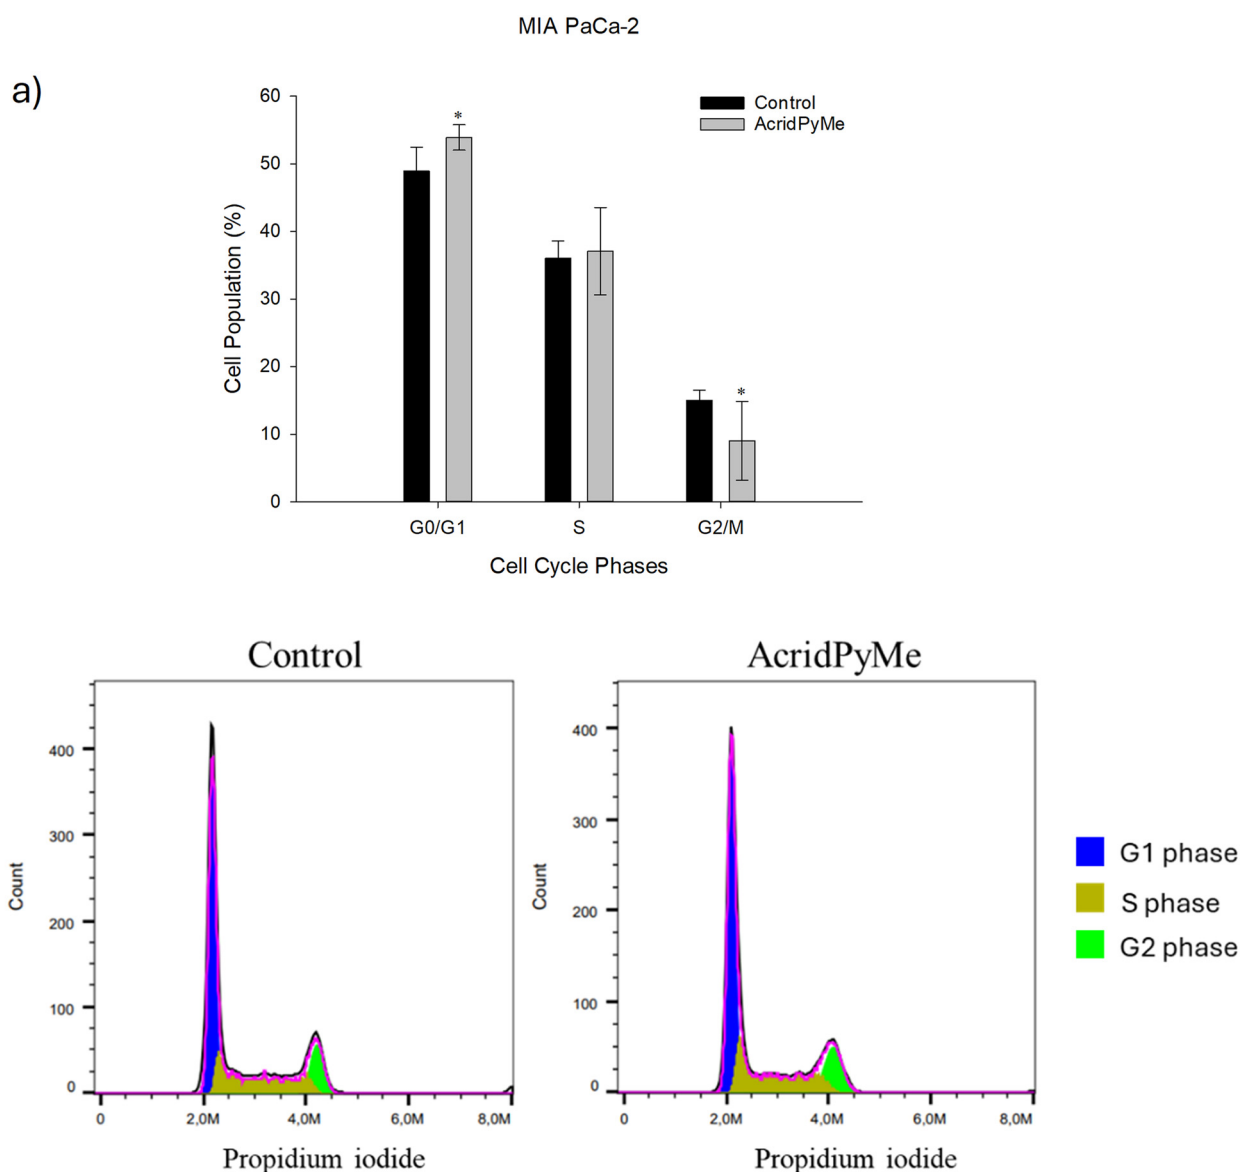 MIA PaCa-2
a)
Control
AcridPyMe
60
50
40
30
20
10
0
*
*
Cell Population (%)
G0/G1 S G2/M
Cell Cycle Phases
Control
400
300
200
100
0
Count
0 2,0M 4,0M 6,0M 8,0M
Propidium iodide
AcridPyMe
400
300
200
100
0
Count
0 2,0M 4,0M 6,0M 8,0M
Propidium iodide
G1 phase
S phase
G2 phase